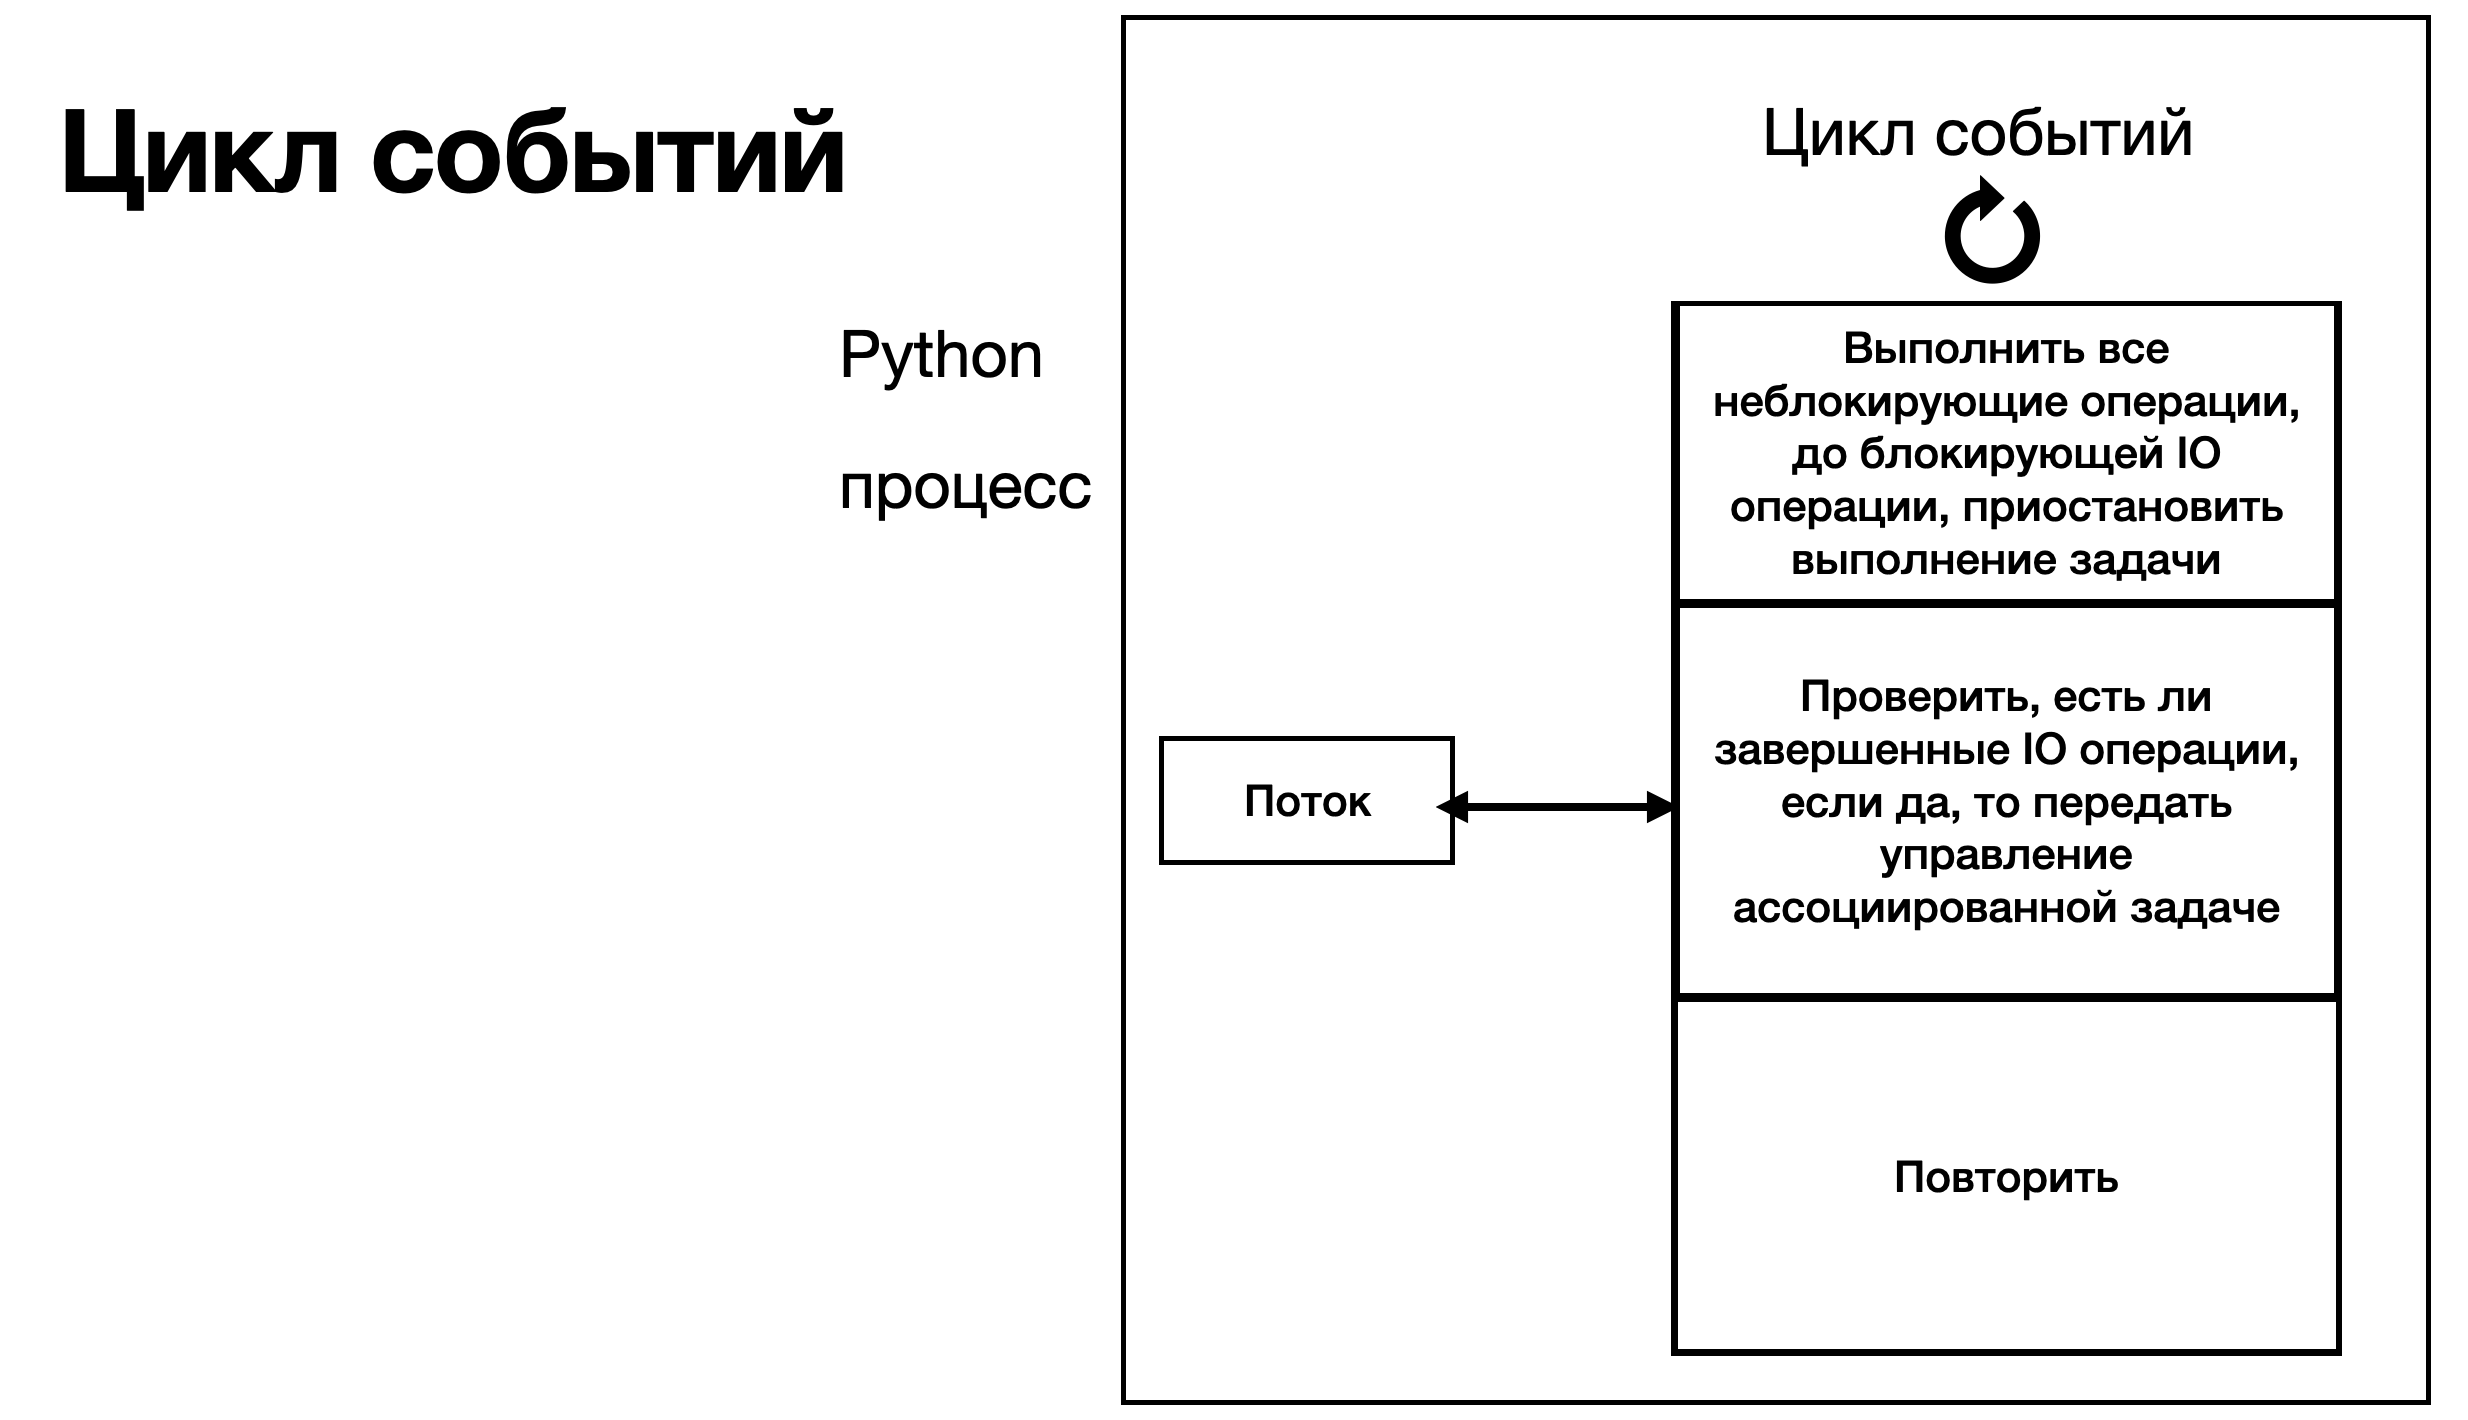 Цикл событий
Python
процесс
Цикл событий
Выполнить все
неблокирующие операции,
до блокирующей IO
операции, приостановить
выполнение задачи
Поток
Проверить, есть ли
завершенные IO операции,
если да, то передать
управление
ассоциированной задаче
Повторить